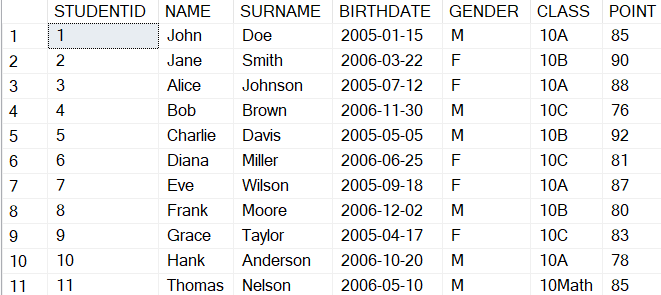 STUDENTID NAME SURNAME BIRTHDATE GENDER CLASS POINT
1 1 John Doe 2005-01-15 M 10A 85
2 2 Jane Smith 2006-03-22 F 10B 90
3 3 Alice Johnson 2005-07-12 F 10A 88
4 4 Bob Brown 2006-11-30 M 10C 76
5 5 Charlie Davis 2005-05-05 M 10B 92
6 6 Diana Miller 2006-06-25 F 10C 81
7 7 Eve Wilson 2005-09-18 F 10A 87
8 8 Frank Moore 2006-12-02 M 10B 80
9 9 Grace Taylor 2005-04-17 F 10C 83
10 10 Hank Anderson 2006-10-20 M 10A 78
11 11 Thomas Nelson 2006-05-10 M 10Math 85